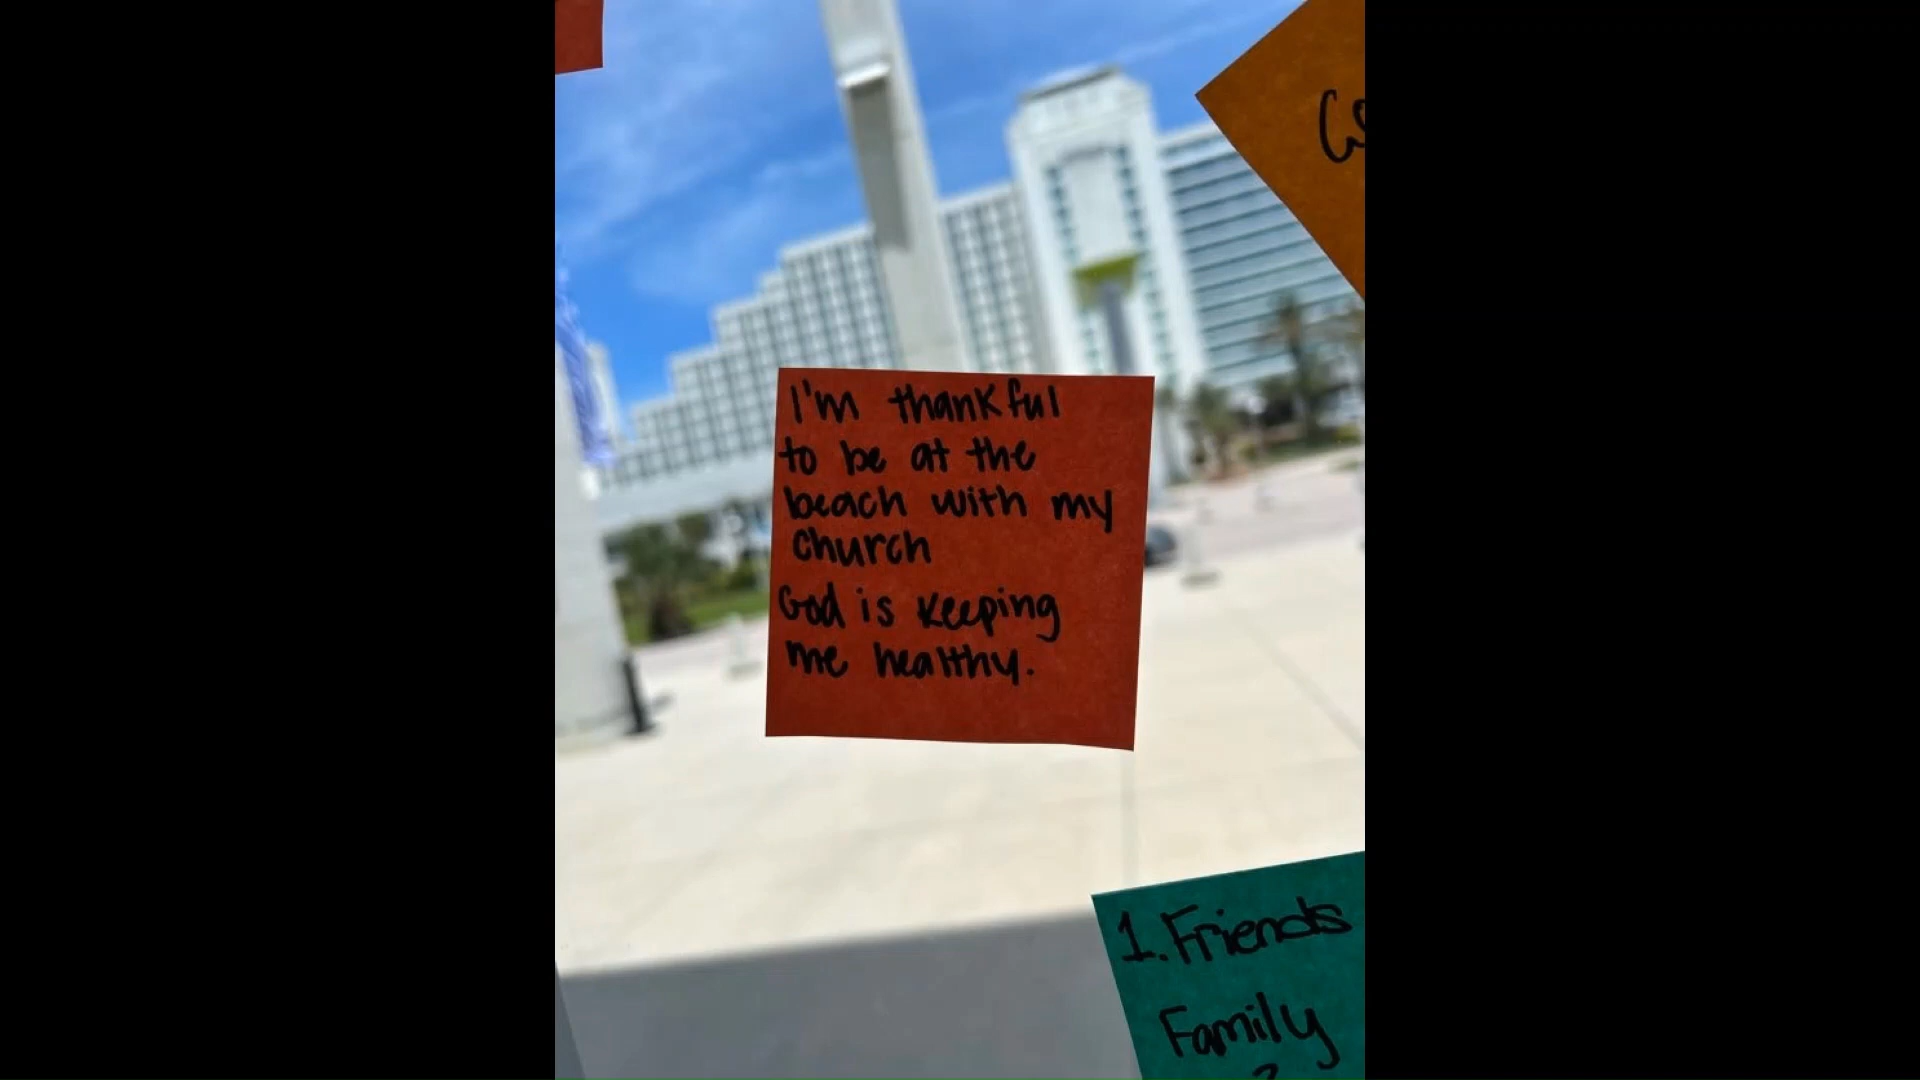 I'm thankful
to be at the
beach with my
church
God is keeping
me healthy.
1. Friends
Family